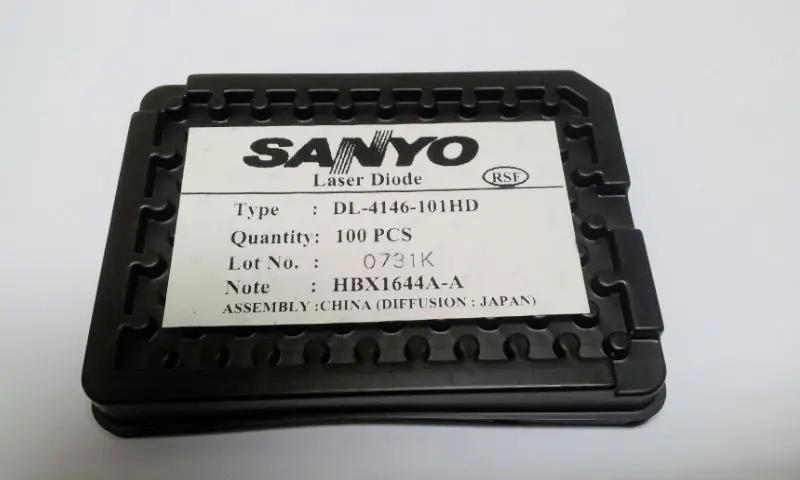 SANYO
Laser Diode
RSF
Type : DL-4146-101HD
Quantity: 100 PCS
Lot No. : 0731K
Note : HBX1644A-A
ASSEMBLY :CHINA (DIFFUSION : JAPAN)